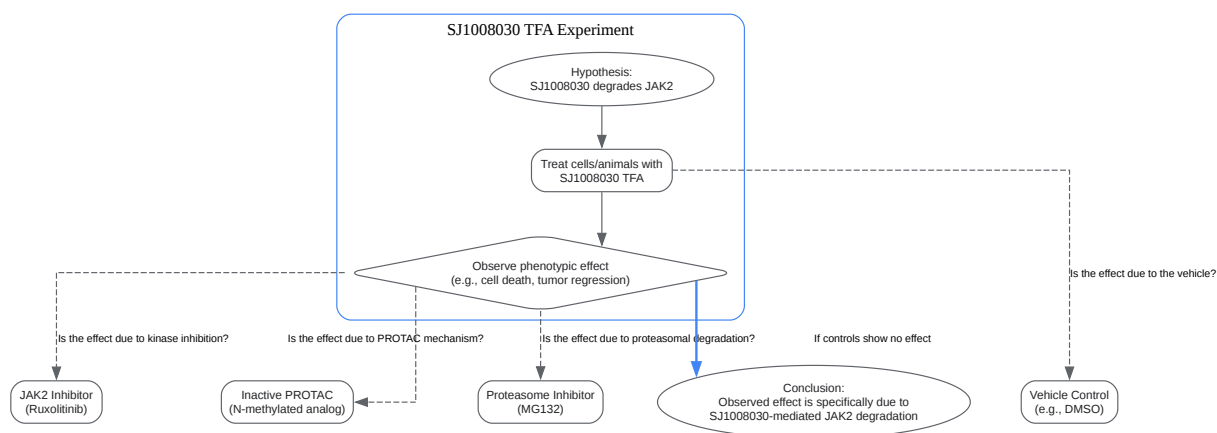 SJ1008030 TFA Experiment
Hypothesis:
SJ1008030 degrades JAK2
Treat cells/animals with
SJ1008030 TFA
Observe phenotypic effect
(e.g., cell death, tumor regression)
Is the effect due to the vehicle?
Is the effect due to kinase inhibition?
Is the effect due to PROTAC mechanism?
Is the effect due to proteasomal degradation?
If controls show no effect
JAK2 Inhibitor
(Ruxolitinib)
Inactive PROTAC
(N-methylated analog)
Proteasome Inhibitor
(MG132)
Conclusion:
Observed effect is specifically due to
SJ1008030-mediated JAK2 degradation
Vehicle Control
(e.g., DMSO)